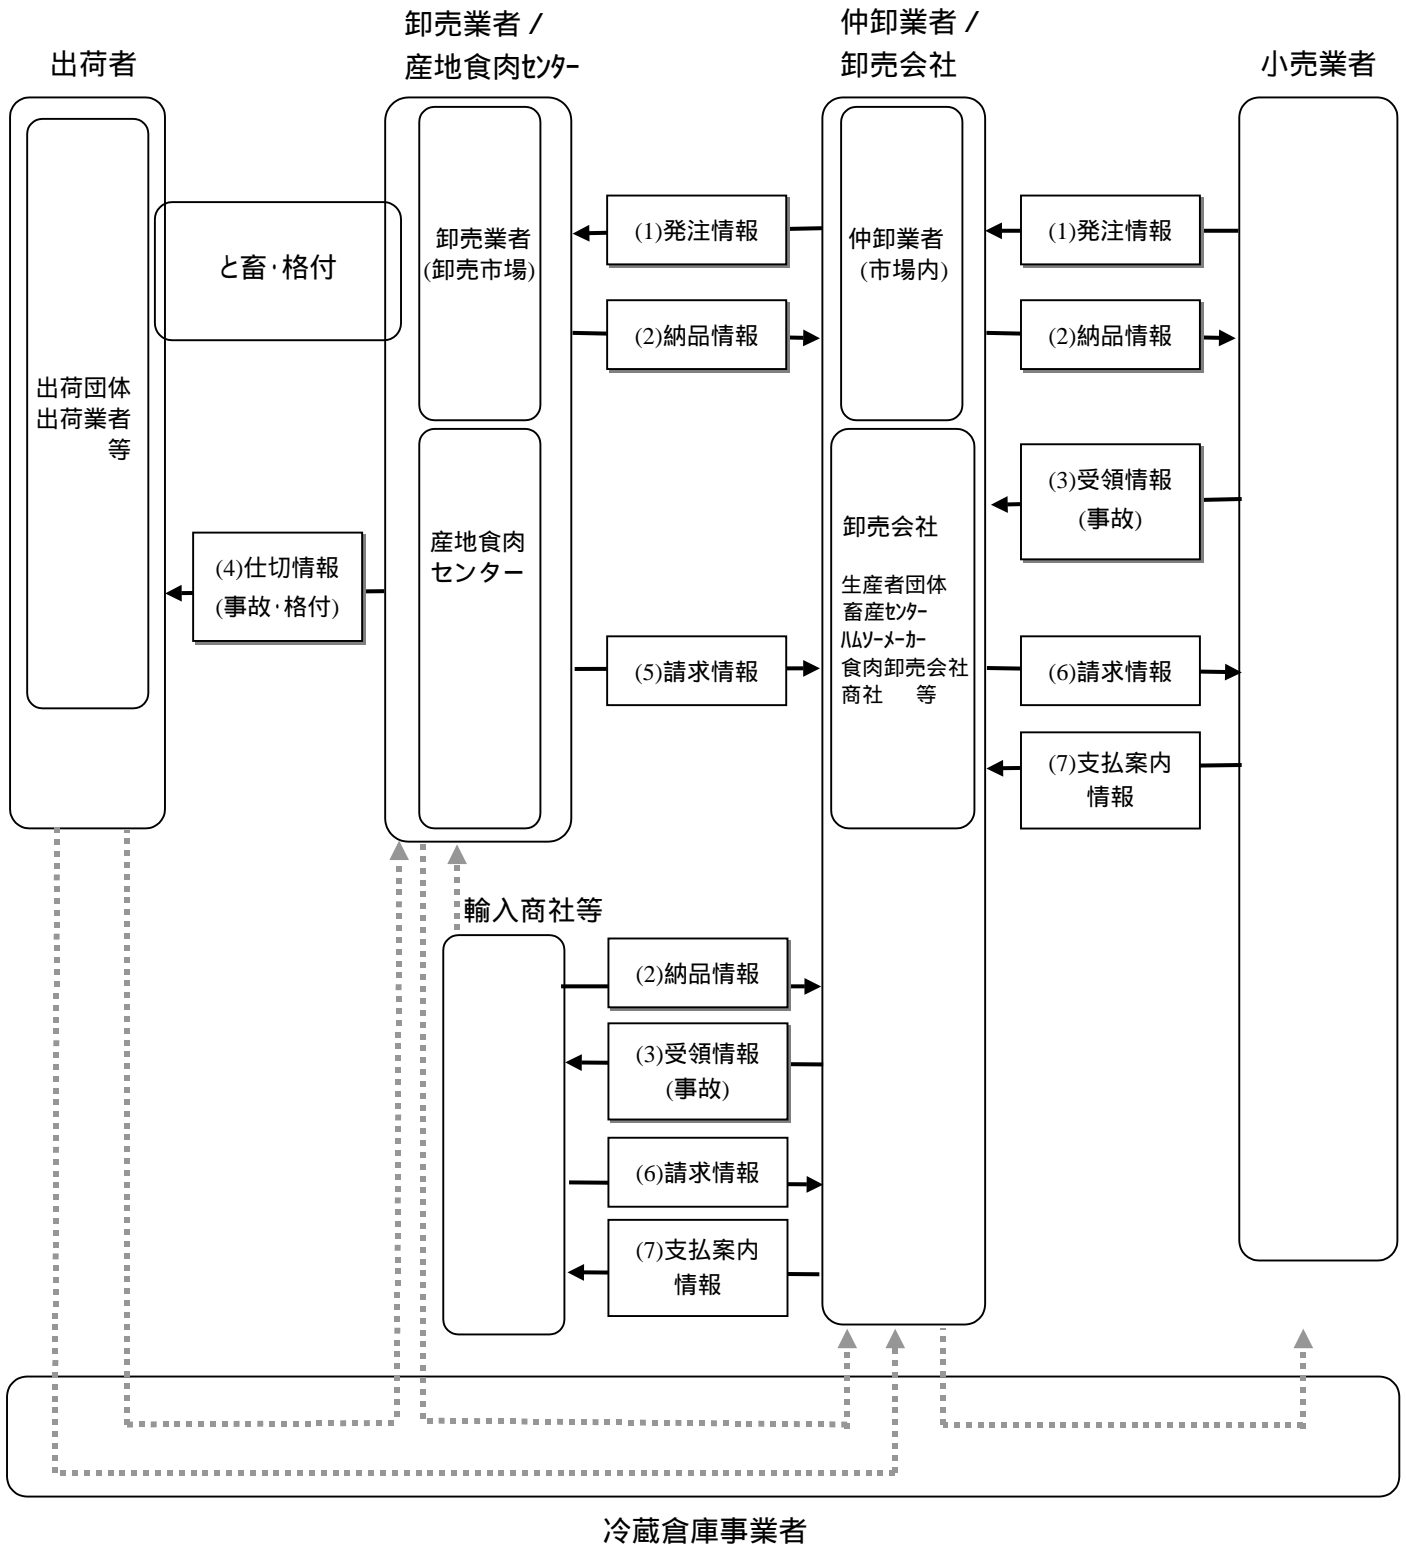 出荷者
卸売業者 /
産地食肉ｾﾝﾀｰ
仲卸業者 /
卸売会社
小売業者
と畜･格付
出荷団体
出荷業者
等
卸売業者
(卸売市場)
産地食肉
センター
(4)仕切情報
(事故･格付)
(1)発注情報
(2)納品情報
(5)請求情報
仲卸業者
(市場内)
卸売会社
生産者団体
畜産ｾﾝﾀｰ
ﾊﾑｿｰﾒｰｶｰ
食肉卸売会社
商社 等
(1)発注情報
(2)納品情報
(3)受領情報
(事故)
(6)請求情報
(7)支払案内
情報
輸入商社等
(2)納品情報
(3)受領情報
(事故)
(6)請求情報
(7)支払案内
情報
冷蔵倉庫事業者